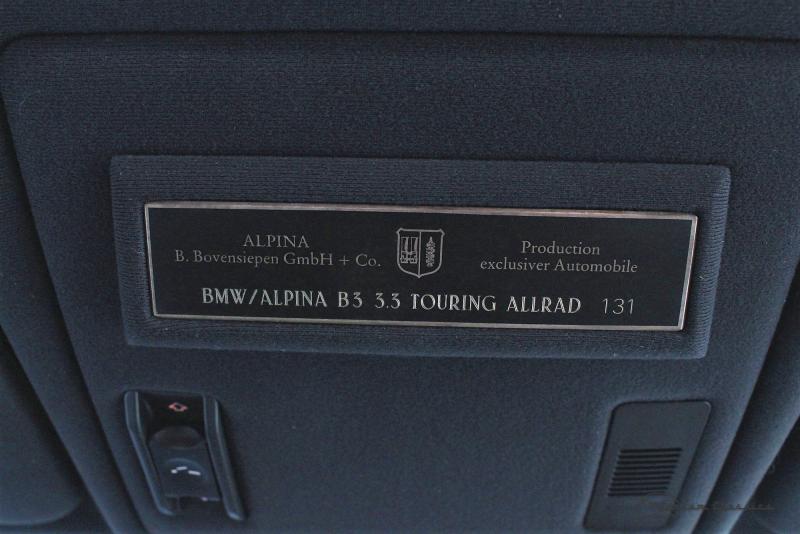 ALPINA
B. Bovensiepen GmbH + Co.
Production
exclusiver Automobile
BMW/ALPINA B3 3.3 TOURING ALLRAD 131